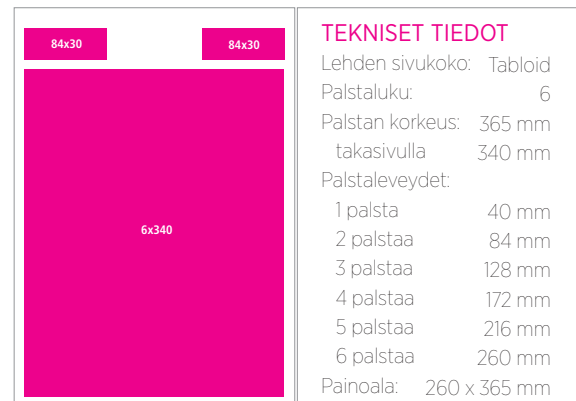 84x30
84x30
6x340
TEKNISET TIEDOT
Lehden sivukoko: Tabloid
Palstaluku: 6
Palstan korkeus: 365 mm
takasivulla 340 mm
Palstaleveydet:
1 palsta 40 mm
2 palstaa 84 mm
3 palstaa 128 mm
4 palstaa 172 mm
5 palstaa 216 mm
6 palstaa 260 mm
Painoala: 260 x 365 mm